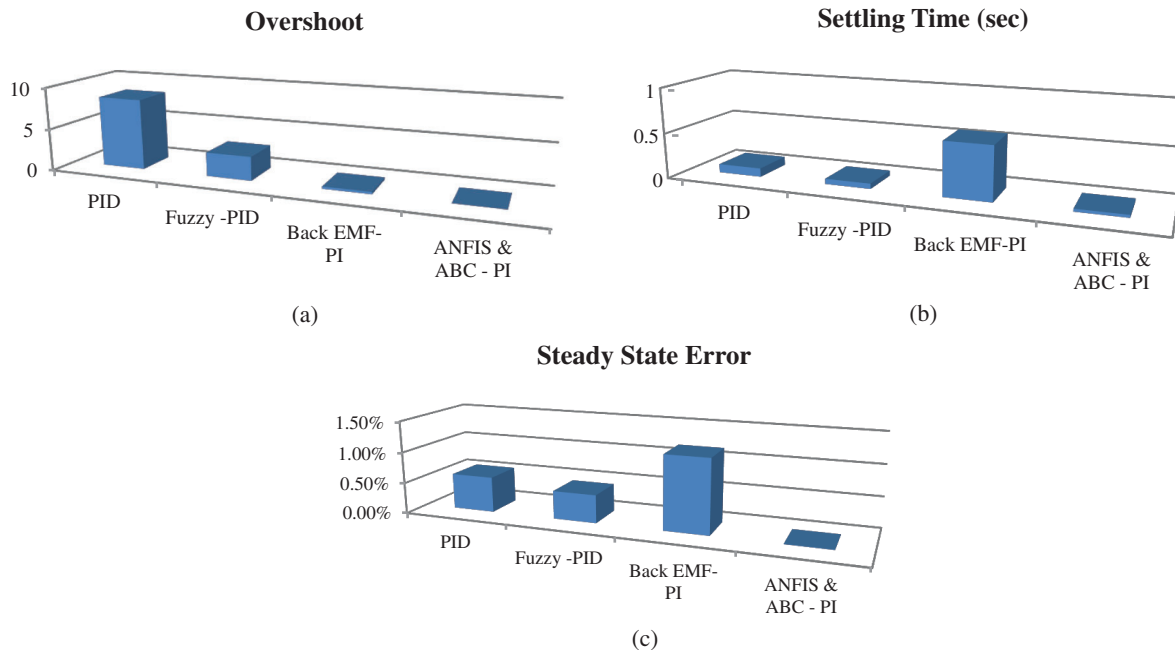 Overshoot
10
5
0
PID
Fuzzy -PID
Back EMF-
PI
ANFIS &
ABC - PI
(a)
Settling Time (sec)
1
0.5
0
PID
Fuzzy -PID
Back EMF-PI
ANFIS &
ABC - PI
(b)
Steady State Error
1.50%
1.00%
0.50%
0.00%
PID
Fuzzy -PID
Back EMF-
PI
ANFIS &
ABC - PI
(c)